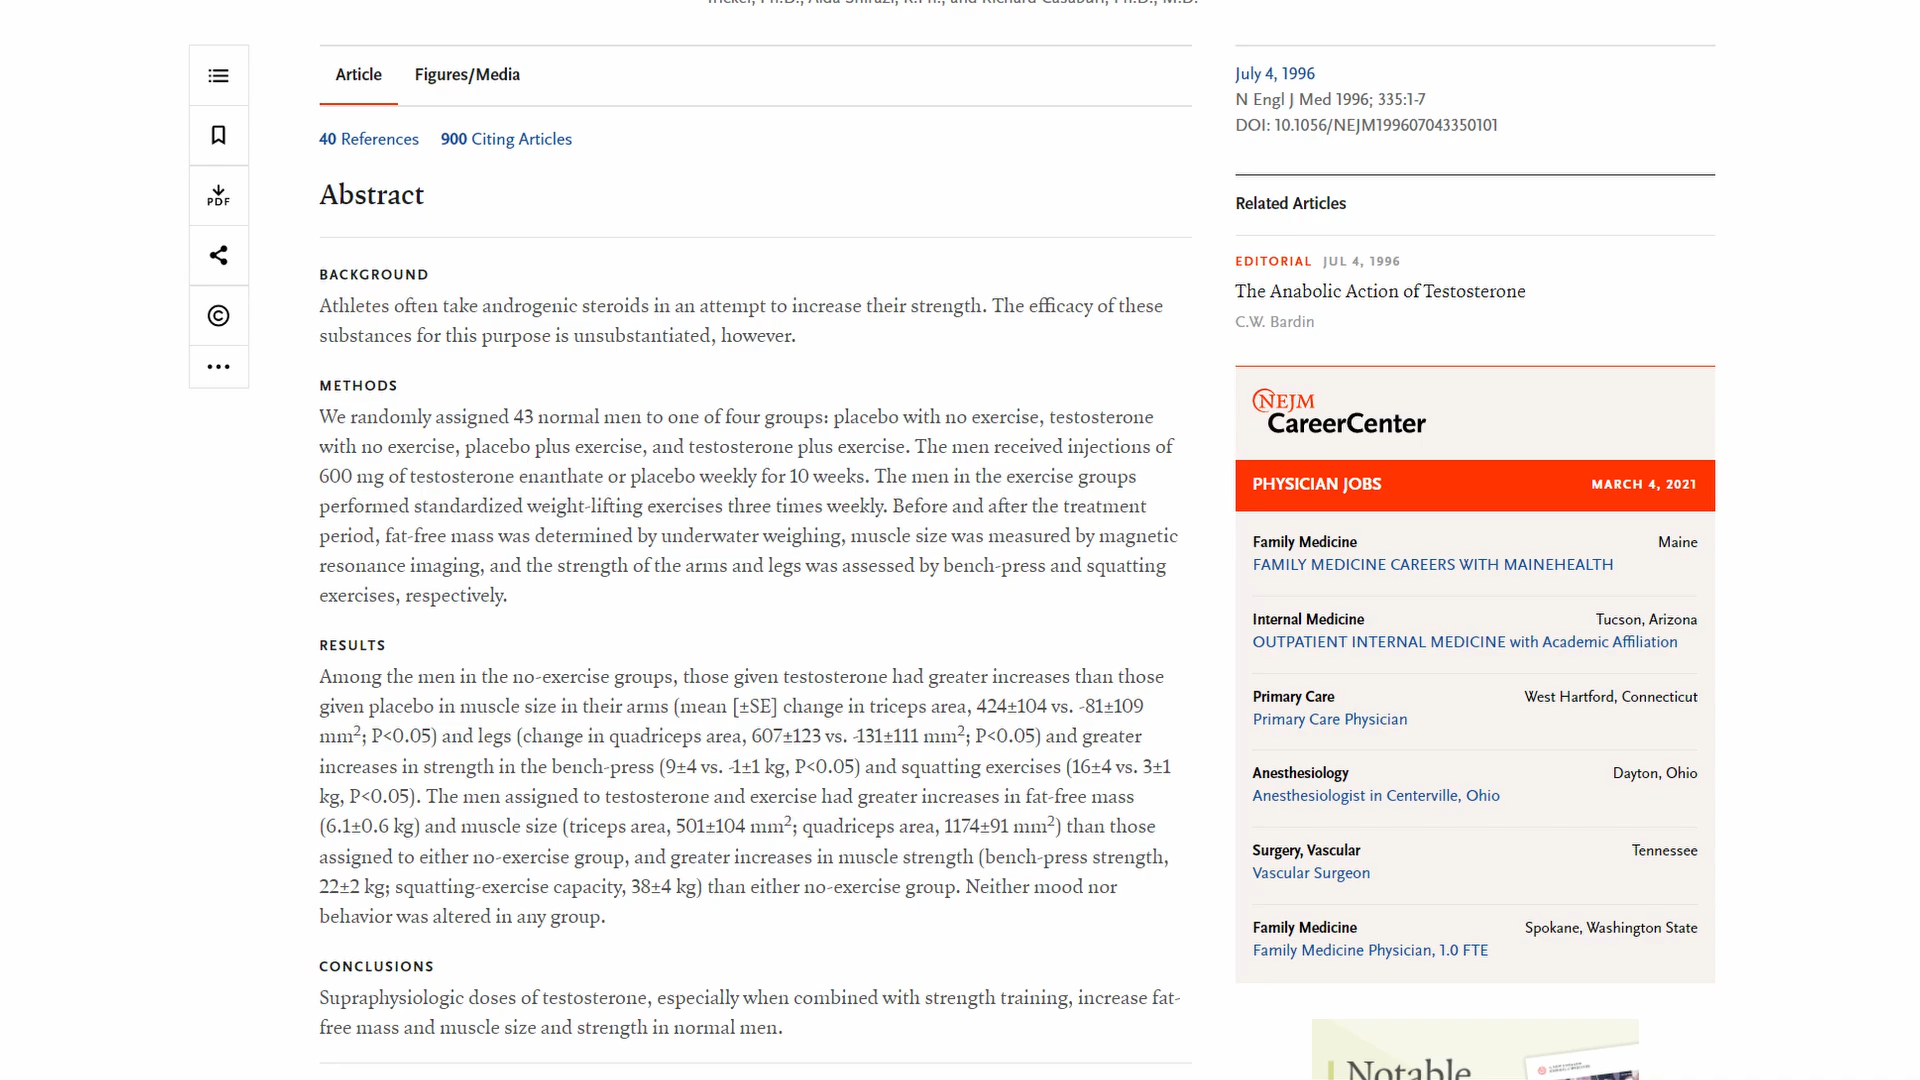 Article
Figures/Media
40 References
900 Citing Articles
Abstract
BACKGROUND
Athletes often take androgenic steroids in an attempt to increase their strength. The efficacy of these
substances for this purpose is unsubstantiated, however.
METHODS
We randomly assigned 43 normal men to one of four groups: placebo with no exercise, testosterone
with no exercise, placebo plus exercise, and testosterone plus exercise. The men received injections of
600 mg of testosterone enanthate or placebo weekly for 10 weeks. The men in the exercise groups
performed standardized weight-lifting exercises three times weekly. Before and after the treatment
period, fat-free mass was determined by underwater weighing, muscle size was measured by magnetic
resonance imaging, and the strength of the arms and legs was assessed by bench-press and squatting
exercises, respectively.
RESULTS
Among the men in the no-exercise groups, those given testosterone had greater increases than those
given placebo in muscle size in their arms (mean [±SE] change in triceps area, 424±104 vs. -81±109
mm²; P<0.05) and legs (change in quadriceps area, 607±123 vs. -131±111 mm²; P<0.05) and greater
increases in strength in the bench-press (9±4 vs. -1±1 kg, P<0.05) and squatting exercises (16±4 vs. 3±1
kg, P<0.05). The men assigned to testosterone and exercise had greater increases in fat-free mass
(6.1±0.6 kg) and muscle size (triceps area, 501±104 mm²; quadriceps area, 1174±91 mm²) than those
assigned to either no-exercise group, and greater increases in muscle strength (bench-press strength,
22±2 kg; squatting-exercise capacity, 38±4 kg) than either no-exercise group. Neither mood nor
behavior was altered in any group.
CONCLUSIONS
Supraphysiologic doses of testosterone, especially when combined with strength training, increase fat-
free mass and muscle size and strength in normal men.
PDF
July 4, 1996
N Engl J Med 1996; 335:1-7
DOI: 10.1056/NEJM199607043350101
Related Articles
EDITORIAL JUL 4, 1996
The Anabolic Action of Testosterone
C.W. Bardin
NEJM
CareerCenter
PHYSICIAN JOBS MARCH 4, 2021
Family Medicine Maine
FAMILY MEDICINE CAREERS WITH MAINEHEALTH
Internal Medicine Tucson, Arizona
OUTPATIENT INTERNAL MEDICINE with Academic Affiliation
Primary Care West Hartford, Connecticut
Primary Care Physician
Anesthesiology Dayton, Ohio
Anesthesiologist in Centerville, Ohio
Surgery, Vascular Tennessee
Vascular Surgeon
Family Medicine Spokane, Washington State
Family Medicine Physician, 1.0 FTE
Notable